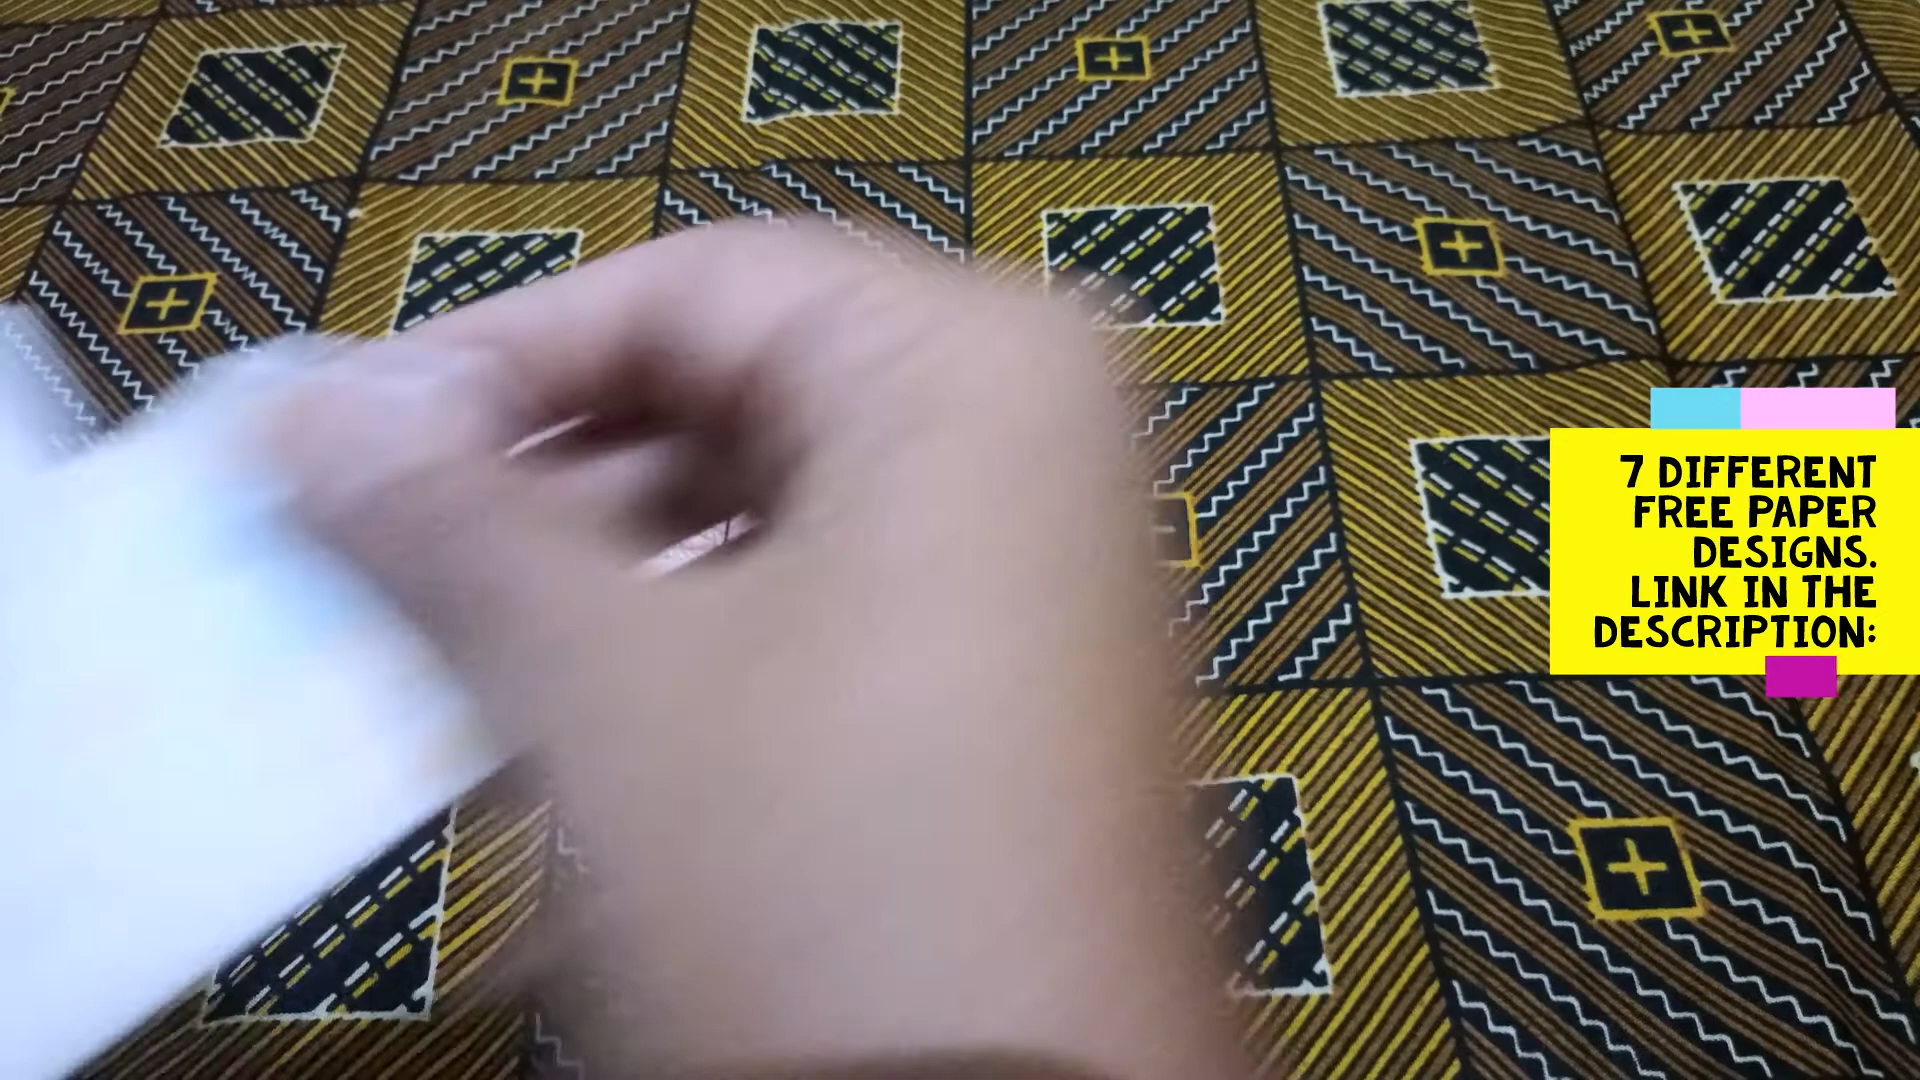 7 DIFFERENT
FREE PAPER
DESIGNS.
LINK IN THE
DESCRIPTION: